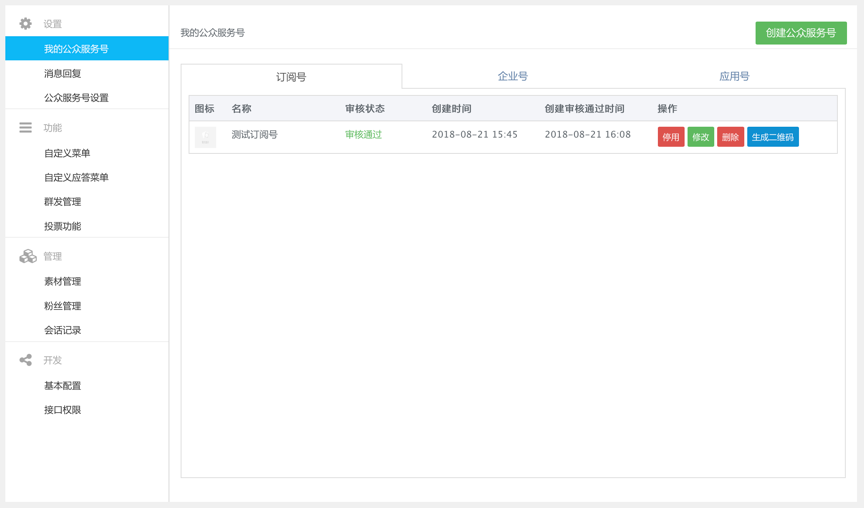 设置
我的公众服务号
消息回复
公众服务号设置
功能
自定义菜单
自定义应答菜单
群发管理
投票功能
管理
素材管理
粉丝管理
会话记录
开发
基本配置
接口权限
我的公众服务号
创建公众服务号
订阅号 企业号 应用号
图标 名称 审核状态 创建时间 创建审核通过时间 操作
测试订阅号 审核通过 2018-08-21 15:45 2018-08-21 16:08 停用 修改 删除 生成二维码